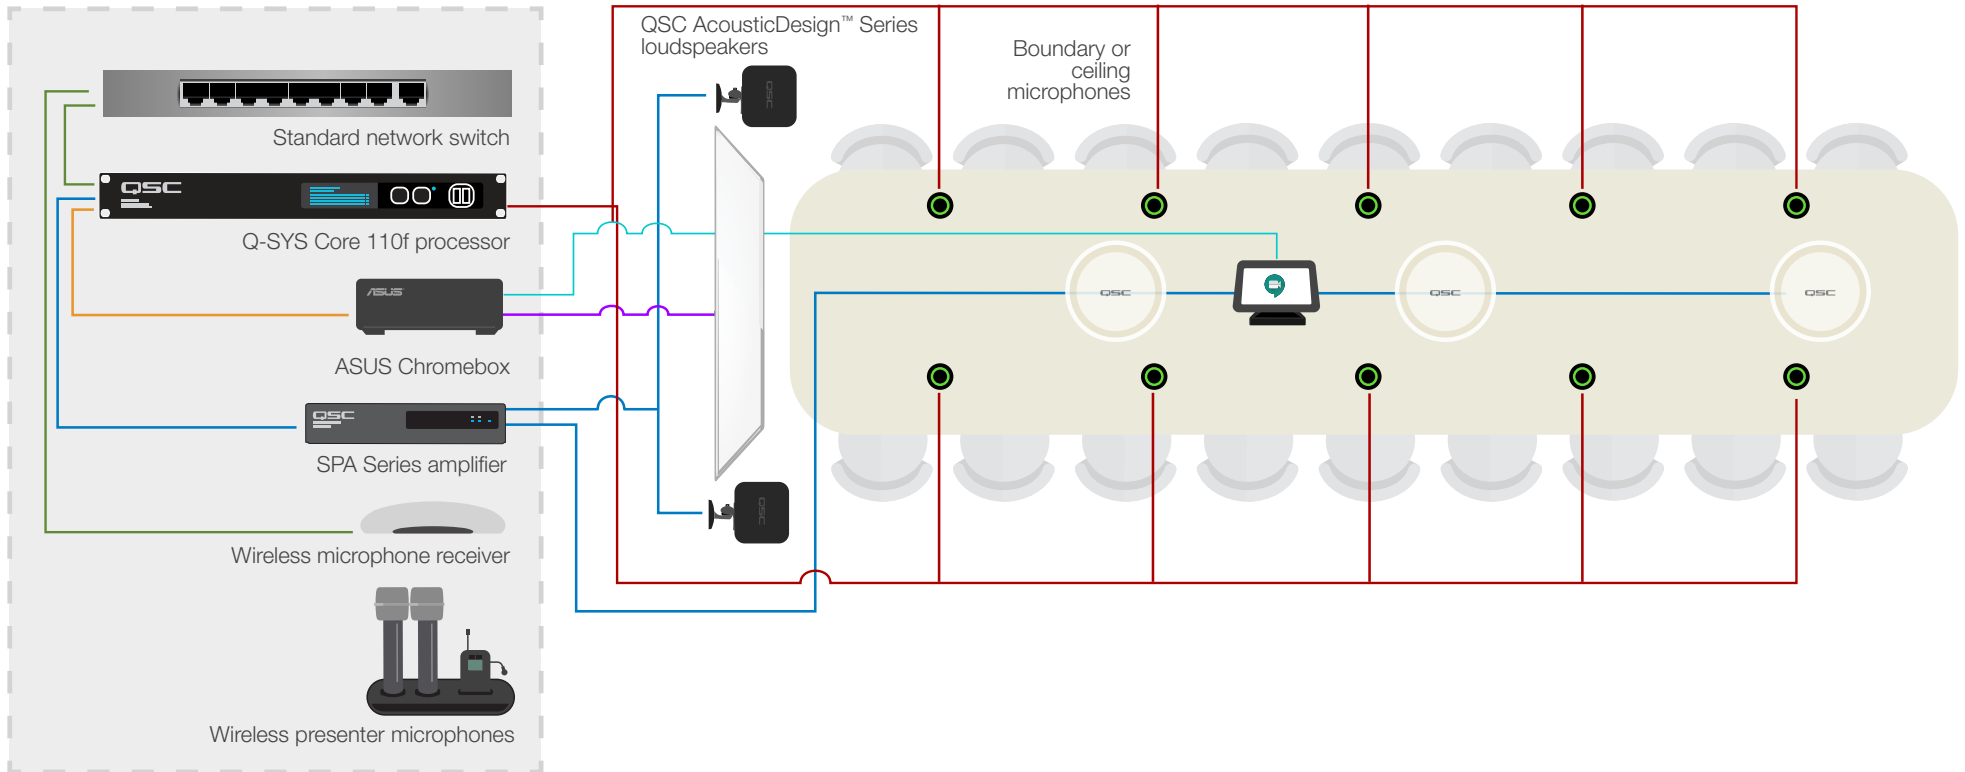 QSC AcousticDesign™ Series
loudspeakers
Boundary or
ceiling
microphones
QSC
Standard network switch
QSC
QSC
Q-SYS Core 110f processor
ASUS
QSC
QSC
QSC
ASUS Chromebox
QSC
SPA Series amplifier
QSC
Wireless microphone receiver
Wireless presenter microphones